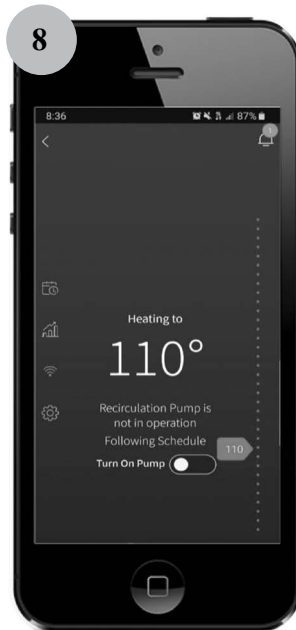 8
8:36
87%
1
Heating to
110°
Recirculation Pump is
not in operation
Following Schedule
110
Turn On Pump